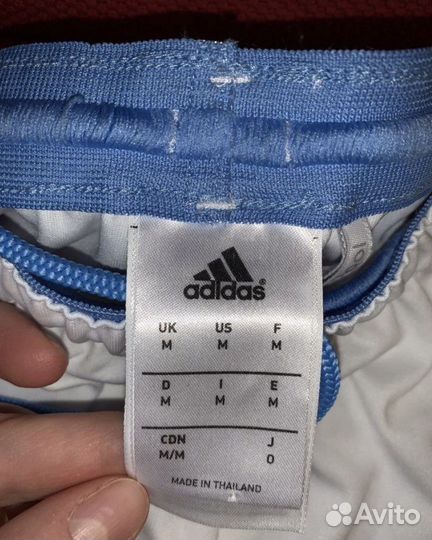 adidas®
UK US F
M M M
D I E
M M M
CDN J
M/M O
MADE IN THAILAND
Avito